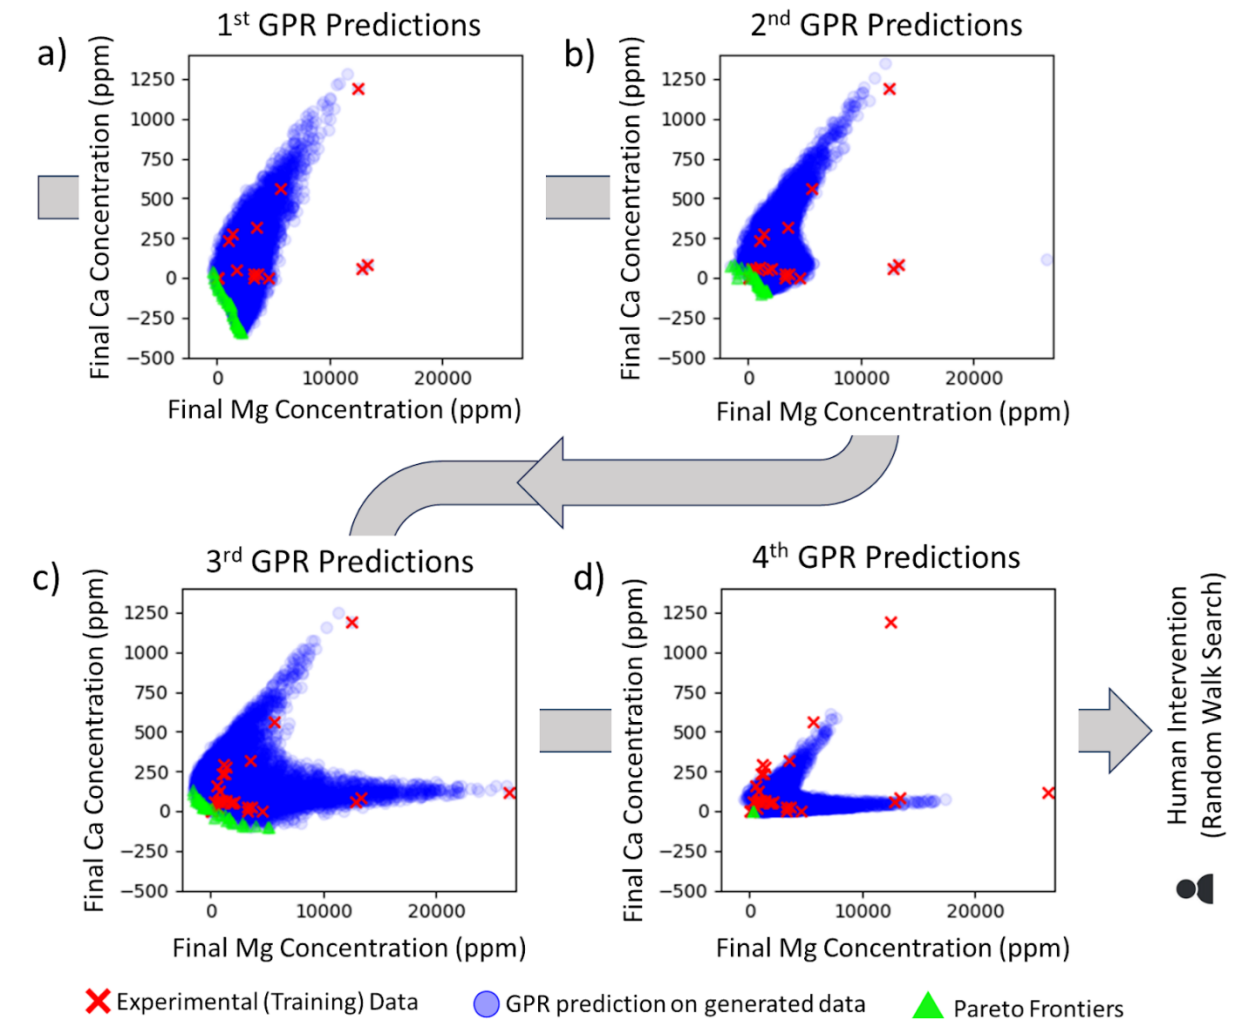 a)
1st GPR Predictions
Final Ca Concentration (ppm)
1250
1000
750
500
250
0
−250
−500
0 10000 20000
Final Mg Concentration (ppm)
b)
2nd GPR Predictions
Final Ca Concentration (ppm)
1250
1000
750
500
250
0
−250
−500
0 10000 20000
Final Mg Concentration (ppm)
c)
3rd GPR Predictions
Final Ca Concentration (ppm)
1250
1000
750
500
250
0
−250
−500
0 10000 20000
Final Mg Concentration (ppm)
d)
4th GPR Predictions
Final Ca Concentration (ppm)
1250
1000
750
500
250
0
−250
−500
0 10000 20000
Final Mg Concentration (ppm)
Human Intervention
(Random Walk Search)
Experimental (Training) Data
GPR prediction on generated data
Pareto Frontiers